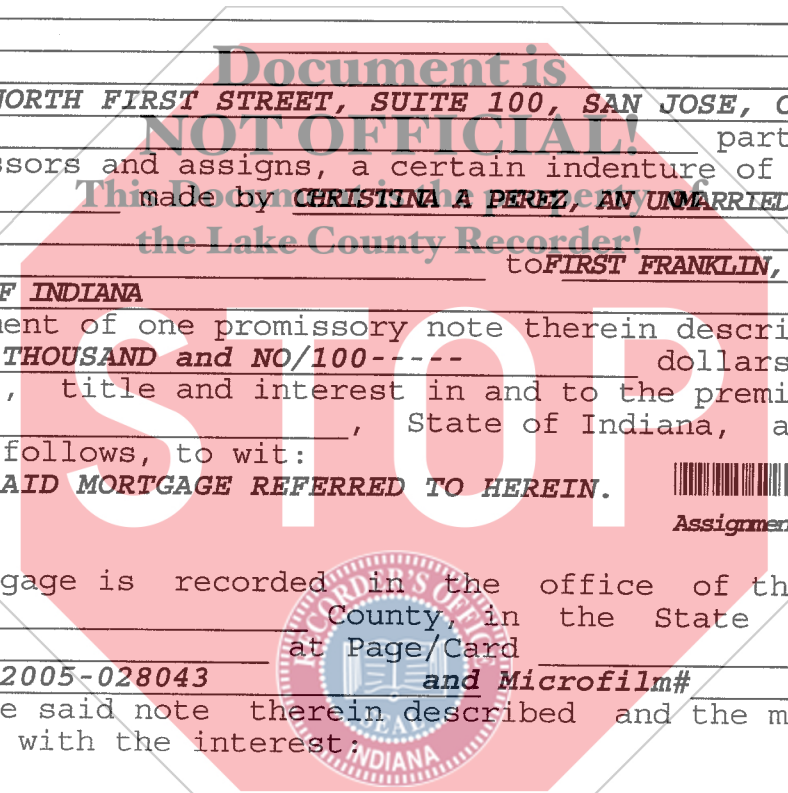 Document is
NORTH FIRST STREET, SUITE 100, SAN JOSE, C
NOT OFFICIAL!
part
ssors and assigns, a certain indenture of
This Document is the property of
made by CHRISTINA A PEREZ, AN UNMARRIED
the Lake County Recorder!
to FIRST FRANKLIN,
F INDIANA
ment of one promissory note therein descri
THOUSAND and NO/100-----
dollars
, title and interest in and to the premi
, State of Indiana, a
follows, to wit:
AID MORTGAGE REFERRED TO HEREIN.
Assignmen
STOP
gage is recorded in the office of th
County, in the State
at Page/Card
2005-028043 and Microfilm#
e said note therein described and the m
with the interest:
RECORDER'S OFFICE
SEAL
INDIANA